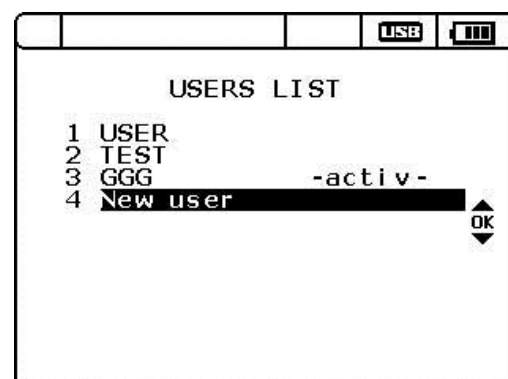 USB
USERS LIST
1 USER
2 TEST
3 GGG -activ-
4 New user
OK